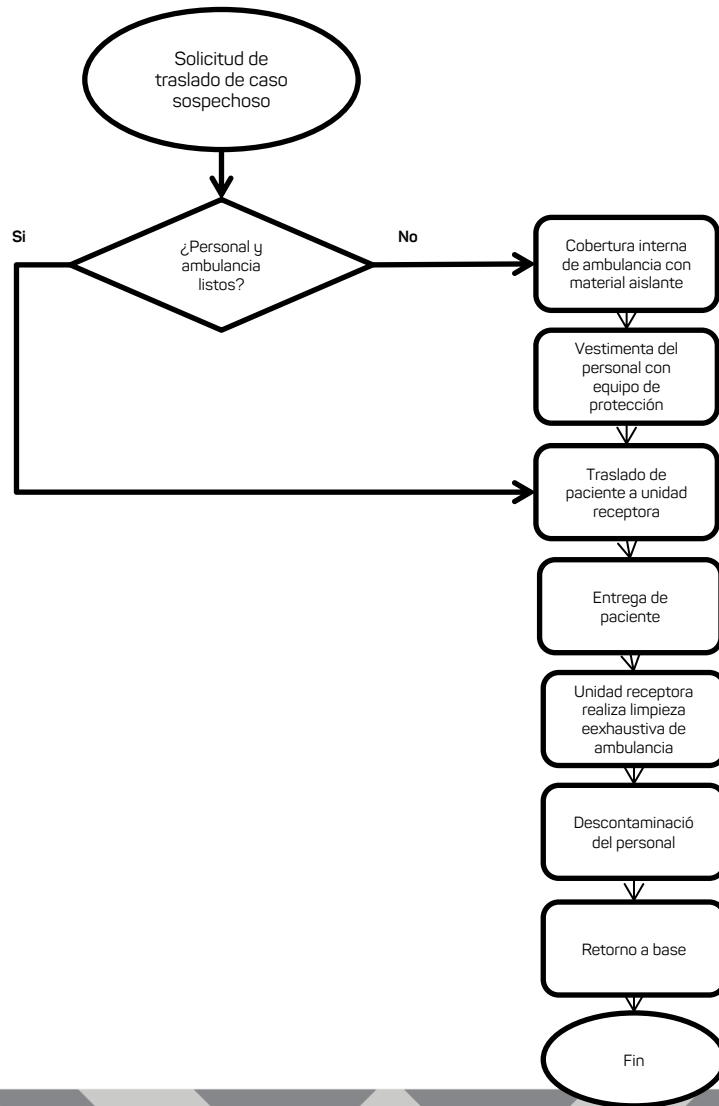 Solicitud de
traslado de caso
sospechoso
Si
¿Personal y
ambulancia
listos?
No
Cobertura interna
de ambulancia con
material aislante
Vestimenta del
personal con
equipo de
protección
Traslado de
paciente a unidad
receptora
Entrega de
paciente
Unidad receptora
realiza limpieza
eexhaustiva de
ambulancia
Descontaminació
del personal
Retorno a base
Fin